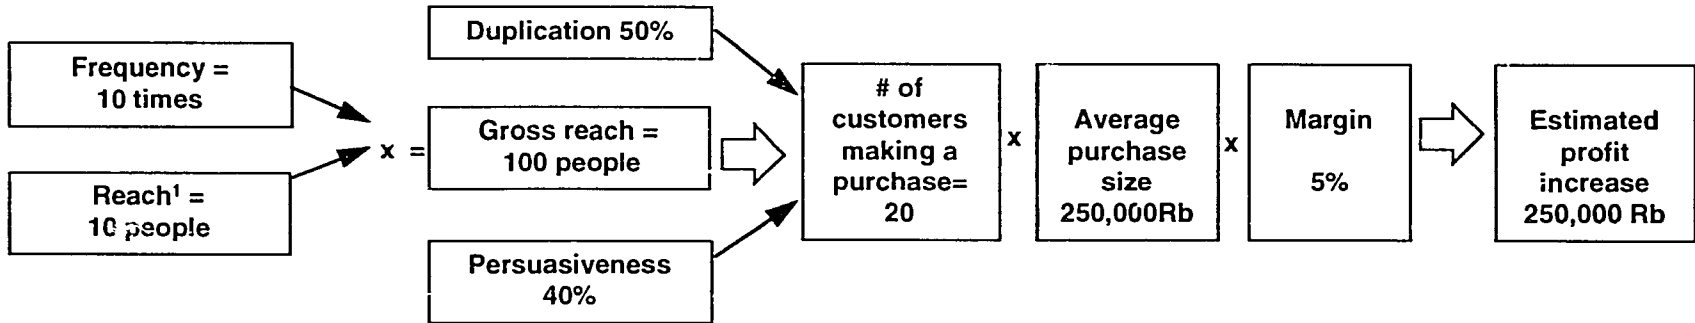 Frequency =
10 times
Reach¹ =
10 people
x =
Duplication 50%
Gross reach =
100 people
Persuasiveness
40%
# of
customers
making a
purchase=
20
x
Average
purchase
size
250,000Rb
x
Margin
5%
Estimated
profit
increase
250,000 Rb